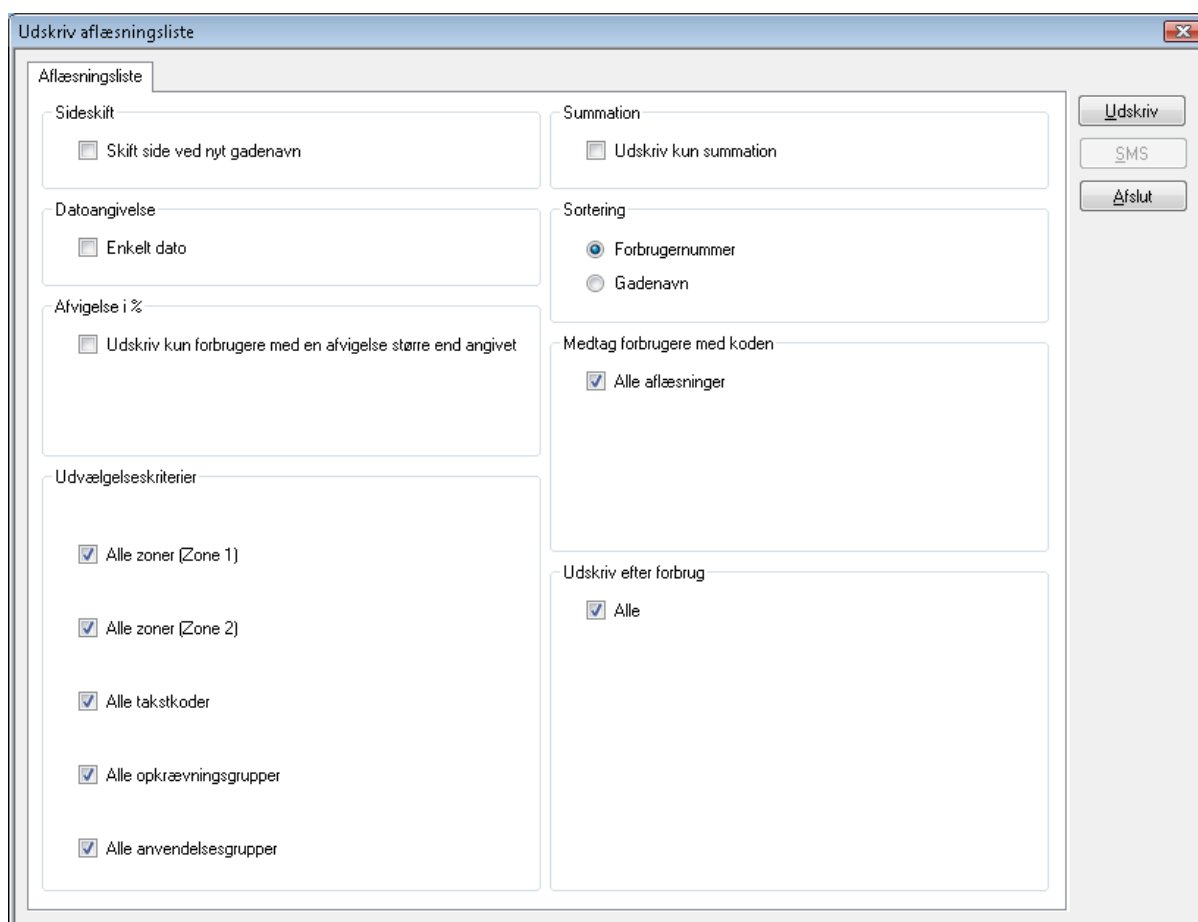 Udskriv aflæsningsliste
Aflæsningsliste
Sideskift
Skift side ved nyt gadenavn
Datoangivelse
Enkelt dato
Afvigelse i %
Udskriv kun forbrugere med en afvigelse større end angivet
Udvælgelseskriterier
Alle zoner (Zone 1)
Alle zoner (Zone 2)
Alle takstkoder
Alle opkrævningsgrupper
Alle anvendelsesgrupper
Summation
Udskriv kun summation
Sortering
Forbrugernummer
Gadenavn
Medtag forbrugere med koden
Alle aflæsninger
Udskriv efter forbrug
Alle
Udskriv
SMS
Afslut